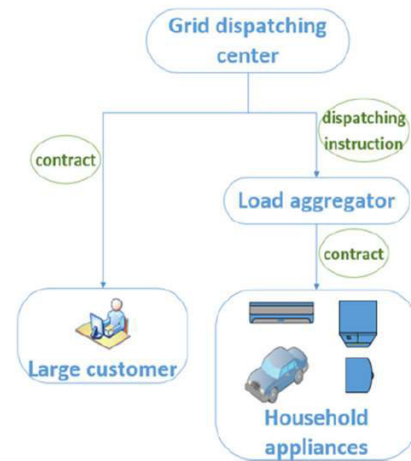 Grid dispatching
center
dispatching
instruction
contract
Load aggregator
contract
Large customer
Household
appliances